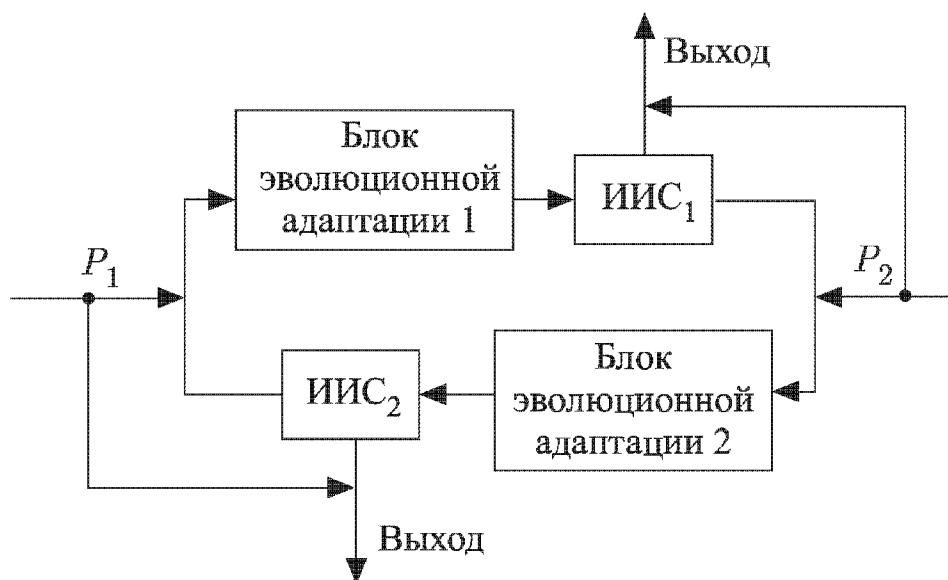 Выход
Блок
эволюционной
адаптации 1
ИИС₁
P₁
P₂
ИИС₂
Блок
эволюционной
адаптации 2
Выход